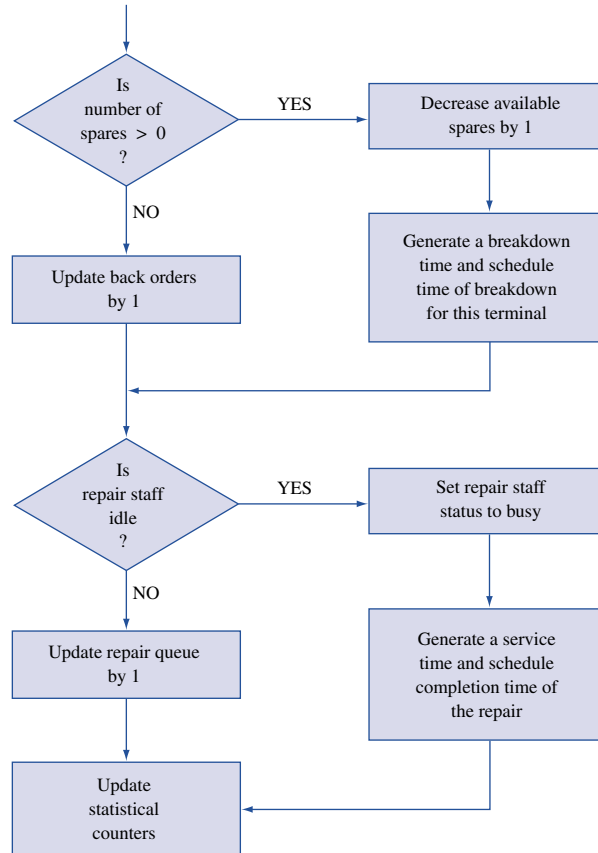 Is
number of
spares > 0
?
YES
Decrease available
spares by 1
NO
Generate a breakdown
time and schedule
time of breakdown
for this terminal
Update back orders
by 1
Is
repair staff
idle
?
YES
Set repair staff
status to busy
NO
Generate a service
time and schedule
completion time of
the repair
Update repair queue
by 1
Update
statistical
counters